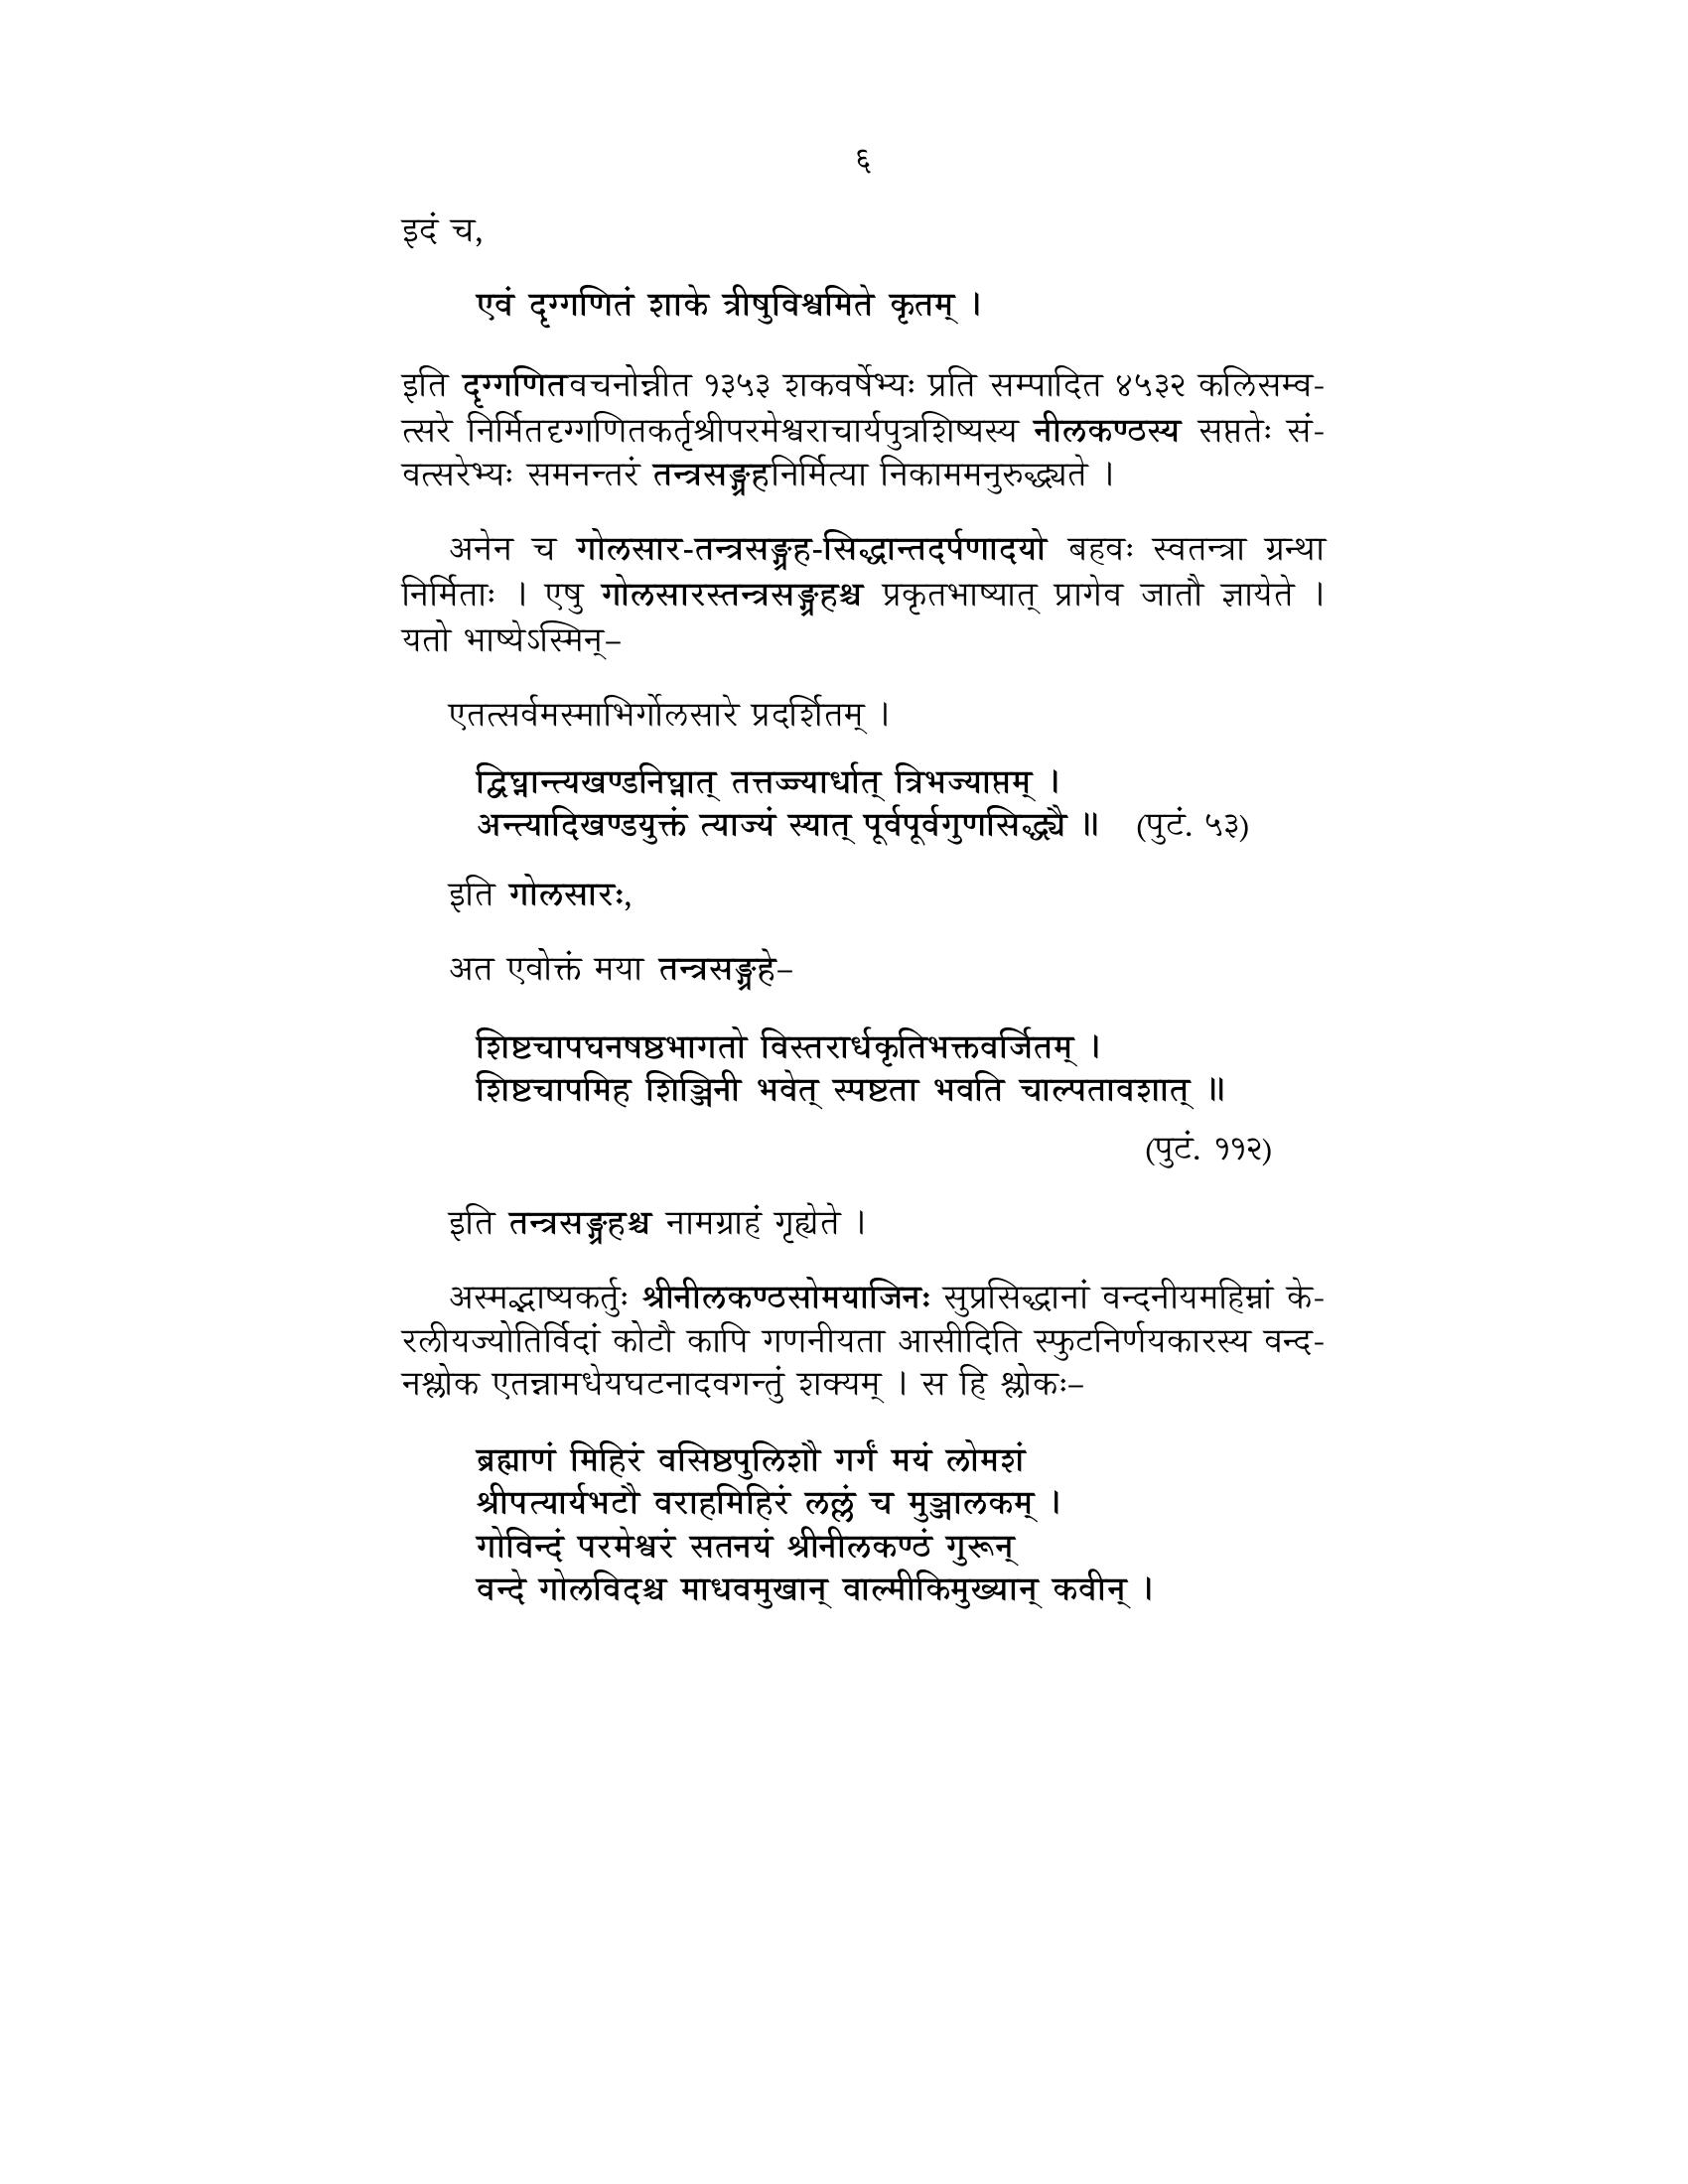 ६
इदं च,
एवं दृग्गणितं शाके त्रीषुविश्वमिते कृतम् ।
इति दृग्गणितवचनोन्नीत १३५३ शकवर्षेभ्यः प्रति सम्पादित ४५३२ कलिसम्व-
त्सरे निर्मितदृग्गणितकर्तृश्रीपरमेश्वराचार्यपुत्रशिष्यस्य नीलकण्ठस्य सप्ततेः सं-
वत्सरेभ्यः समनन्तरं तन्त्रसङ्ग्रहनिर्मित्या निकाममनुरुद्ध्यते ।
अनेन च गोलसार-तन्त्रसङ्ग्रह-सिद्धान्तदर्पणादयो बहवः स्वतन्त्रा ग्रन्था
निर्मिताः । एषु गोलसारस्तन्त्रसङ्ग्रहश्च प्रकृतभाष्यात् प्रागेव जातौ ज्ञायेते ।
यतो भाष्येऽस्मिन्–
एतत्सर्वमस्माभिर्गोलसारे प्रदर्शितम् ।
द्विघ्नान्त्यखण्डनिघ्नात् तत्तज्ज्यार्धात् त्रिभज्याप्तम् ।
अन्त्यादिखण्डयुक्तं त्याज्यं स्यात् पूर्वपूर्वगुणसिद्ध्यै ॥ (पुटं. ५३)
इति गोलसारः,
अत एवोक्तं मया तन्त्रसङ्ग्रहे–
शिष्टचापघनषष्ठभागतो विस्तरार्धकृतिभक्तवर्जितम् ।
शिष्टचापमिह शिञ्जिनी भवेत् स्पष्टता भवति चाल्पतावशात् ॥
(पुटं. ११२)
इति तन्त्रसङ्ग्रहश्च नामग्राहं गृह्येते ।
अस्मद्भाष्यकर्तुः श्रीनीलकण्ठसोमयाजिनः सुप्रसिद्धानां वन्दनीयमहिम्नां के-
रलीयज्योतिर्विदां कोटौ कापि गणनीयता आसीदिति स्फुटनिर्णयकारस्य वन्द-
नश्लोक एतन्नामधेयघटनादवगन्तुं शक्यम् । स हि श्लोकः–
ब्रह्माणं मिहिरं वसिष्ठपुलिशौ गर्गं मयं लोमशं
श्रीपत्यार्यभटौ वराहमिहिरं लल्लं च मुञ्जालकम् ।
गोविन्दं परमेश्वरं सतनयं श्रीनीलकण्ठं गुरून्
वन्दे गोलविदश्च माधवमुखान् वाल्मीकिमुख्यान् कवीन् ।